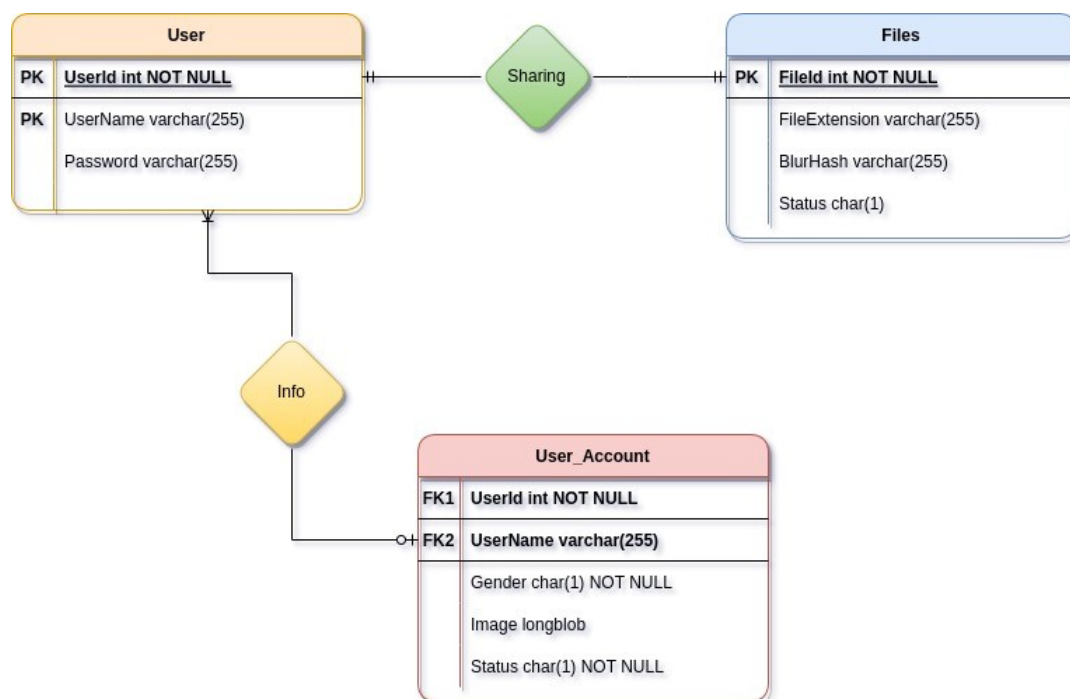 User
PK UserId int NOT NULL
PK UserName varchar(255)
Password varchar(255)
Sharing
Files
PK FileId int NOT NULL
FileExtension varchar(255)
BlurHash varchar(255)
Status char(1)
Info
User_Account
FK1 UserId int NOT NULL
FK2 UserName varchar(255)
Gender char(1) NOT NULL
Image longblob
Status char(1) NOT NULL